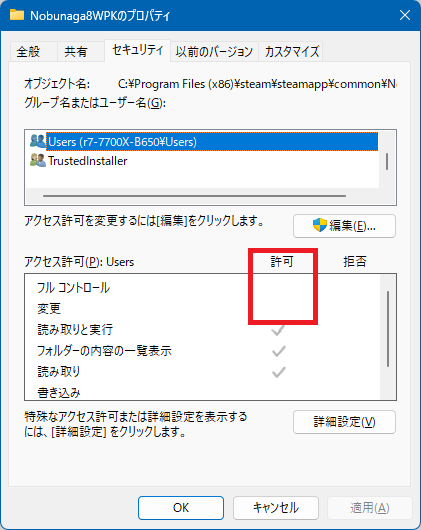 Nobunaga8WPKのプロパティ
全般 共有 セキュリティ 以前のバージョン カスタマイズ
オブジェクト名: C:¥Program Files (x86)¥steam¥steamapp¥common¥No
グループ名またはユーザー名(G):
Users (r7-7700X-B650¥Users)
TrustedInstaller
アクセス許可を変更するには[編集]をクリックします。
編集(E)...
アクセス許可(P): Users 許可 拒否
フル コントロール
変更
読み取りと実行
フォルダーの内容の一覧表示
読み取り
書き込み
特殊なアクセス許可または詳細設定を表示する
には、[詳細設定] をクリックします。
詳細設定(V)
OK キャンセル 適用(A)